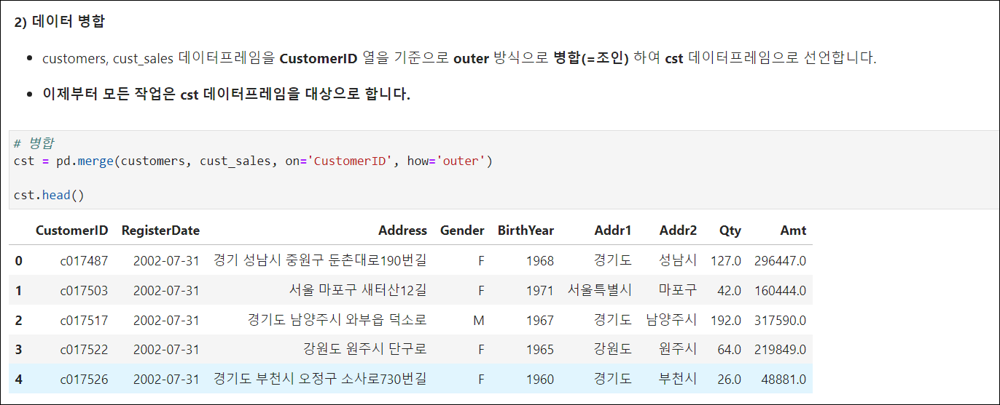 2) 데이터 병합
• customers, cust_sales 데이터프레임을 CustomerID 열을 기준으로 outer 방식으로 병합(=조인) 하여 cst 데이터프레임으로 선언합니다.
• 이제부터 모든 작업은 cst 데이터프레임을 대상으로 합니다.
# 병합
cst = pd.merge(customers, cust_sales, on='CustomerID', how='outer')
cst.head()
CustomerID RegisterDate Address Gender BirthYear Addr1 Addr2 Qty Amt
0 c017487 2002-07-31 경기 성남시 중원구 둔촌대로190번길 F 1968 경기도 성남시 127.0 296447.0
1 c017503 2002-07-31 서울 마포구 새터산12길 F 1971 서울특별시 마포구 42.0 160444.0
2 c017517 2002-07-31 경기도 남양주시 와부읍 덕소로 M 1967 경기도 남양주시 192.0 317590.0
3 c017522 2002-07-31 강원도 원주시 단구로 F 1965 강원도 원주시 64.0 219849.0
4 c017526 2002-07-31 경기도 부천시 오정구 소사로730번길 F 1960 경기도 부천시 26.0 48881.0